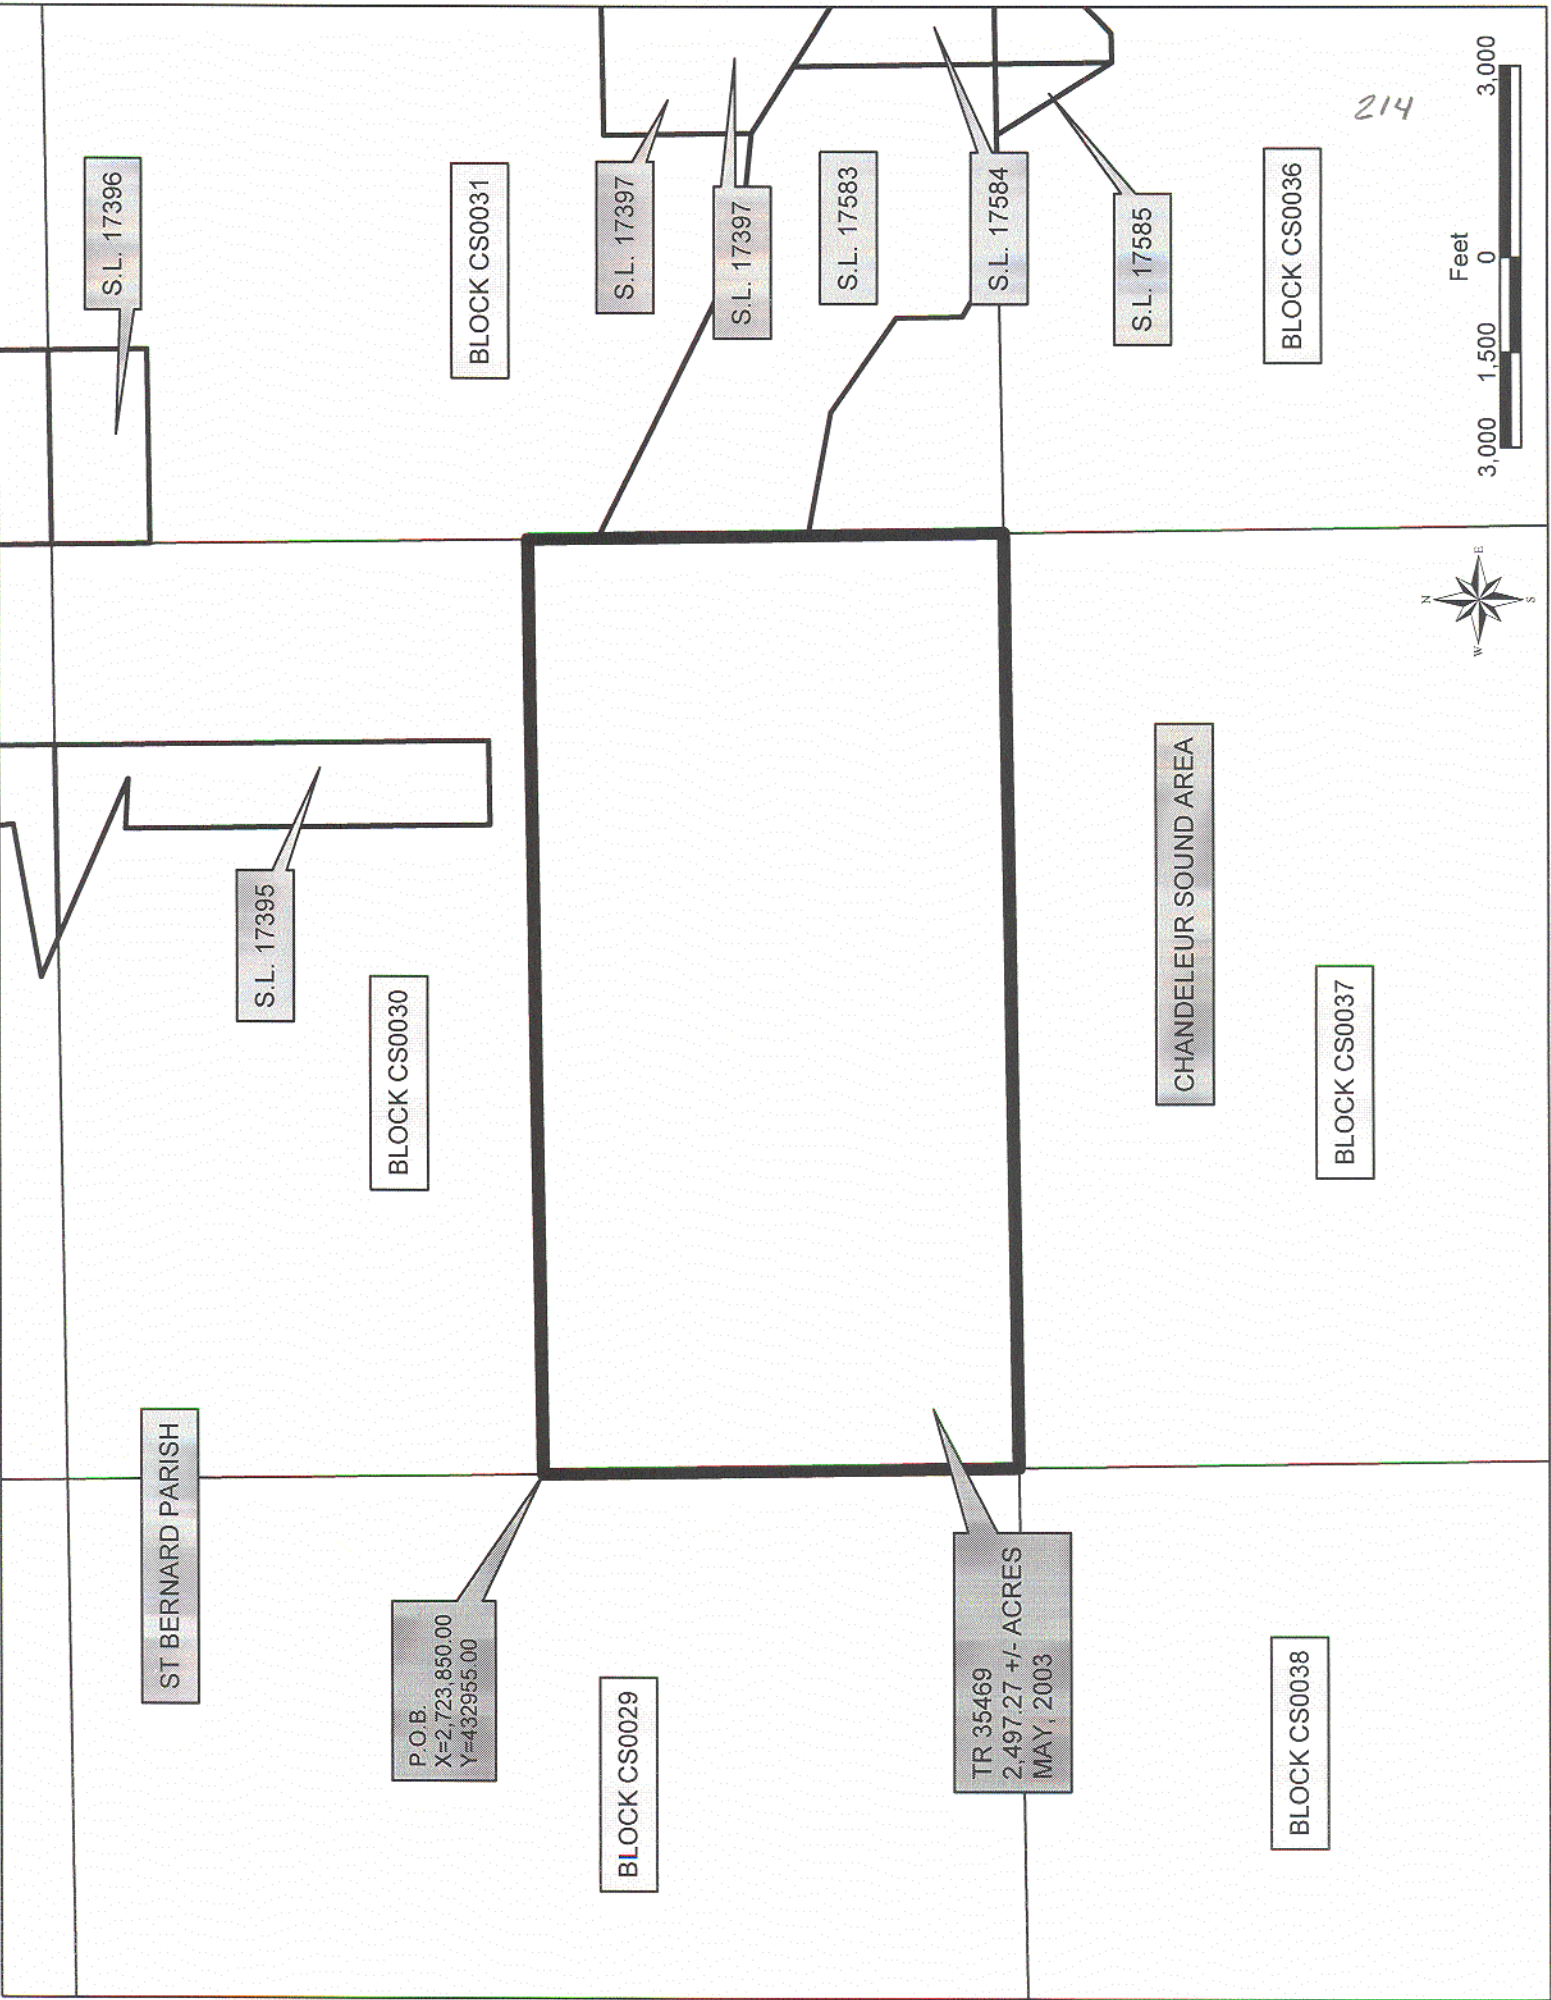 ST BERNARD PARISH
S.L. 17396
S.L. 17395
BLOCK CS0030
BLOCK CS0031
P.O.B.
X=2,723,850.00
Y=432955.00
BLOCK CS0029
S.L. 17397
S.L. 17397
S.L. 17583
TR 35469
2,497.27 +/- ACRES
MAY, 2003
S.L. 17584
S.L. 17585
CHANDELEUR SOUND AREA
BLOCK CS0038
BLOCK CS0037
BLOCK CS0036
214
N
W
E
S
Feet
3,000 1,500 0 3,000